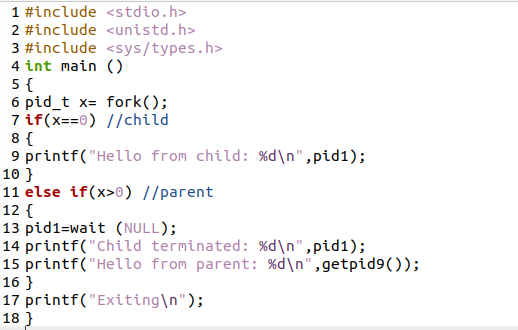 1 #include <stdio.h>
2 #include <unistd.h>
3 #include <sys/types.h>
4 int main ()
5 {
6 pid_t x= fork();
7 if(x==0) //child
8 {
9 printf("Hello from child: %d\n",pid1);
10 }
11 else if(x>0) //parent
12 {
13 pid1=wait (NULL);
14 printf("Child terminated: %d\n",pid1);
15 printf("Hello from parent: %d\n",getpid9());
16 }
17 printf("Exiting\n");
18 }